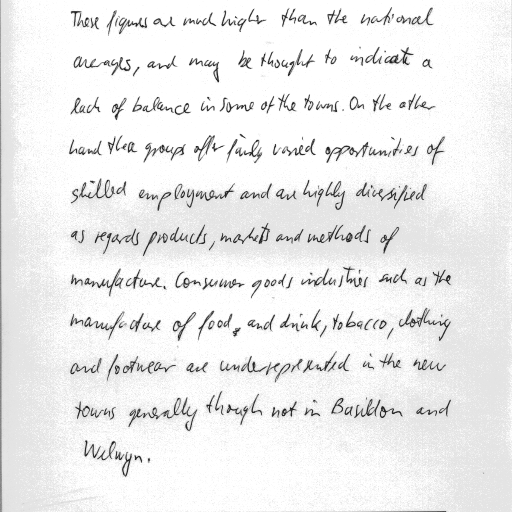 These figures are much higher than the national
averages, and may be thought to indicate a
lack of balance in some of the towns. On the other
hand these groups offer fairly varied opportunities of
skilled employment and are highly diversified
as regards products, markets and methods of
manufacture. Consumer goods industries such as the
manufacture of food, and drink, tobacco, clothing
and footwear are underrepresented in the new
towns generally though not in Basildon and
Welwyn.